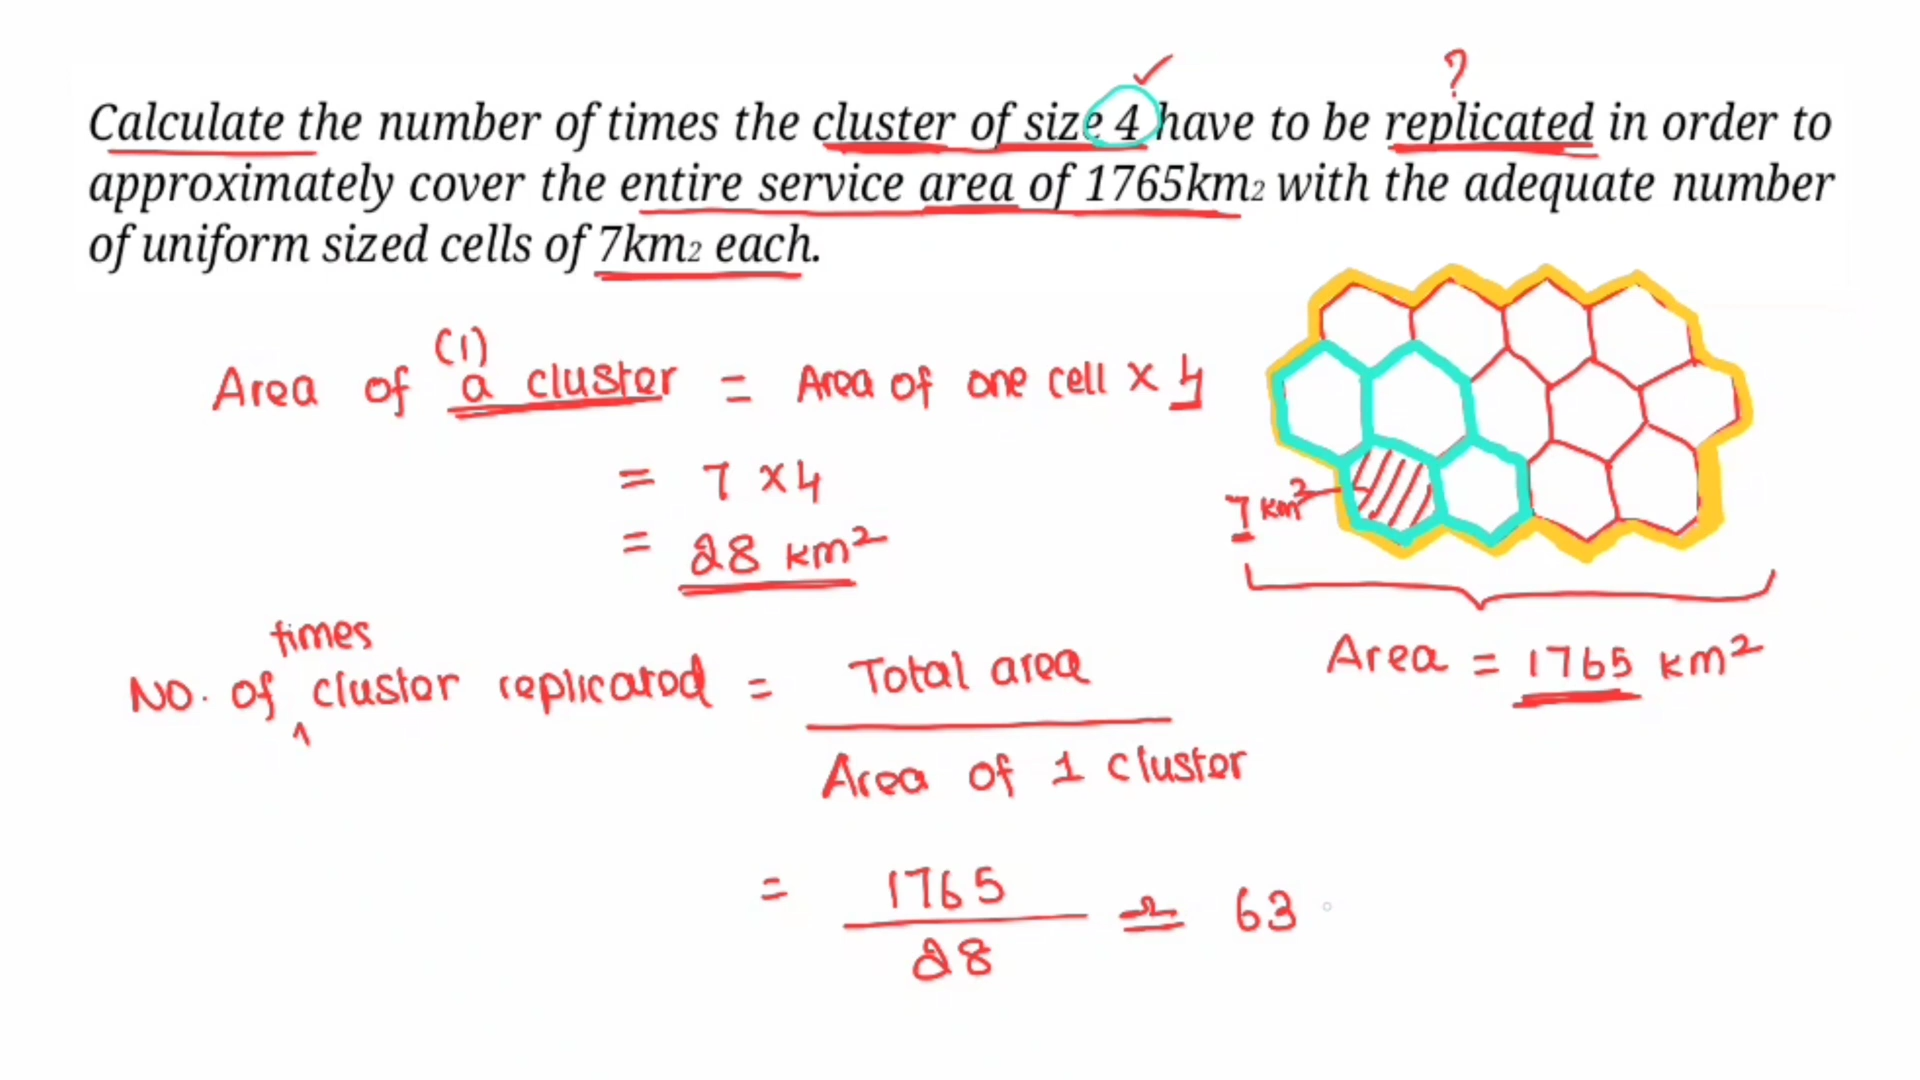 ?
Calculate the number of times the cluster of size 4 have to be replicated in order to
approximately cover the entire service area of 1765km2 with the adequate number
of uniform sized cells of 7km2 each.
(1)
Area of a cluster = Area of one cell × 4
= 7 × 4
= 28 km²
7 km²
Area = 1765 km²
times
No. of ^ cluster replicated = Total area
Area of 1 cluster
= 1765
28
≃ 63